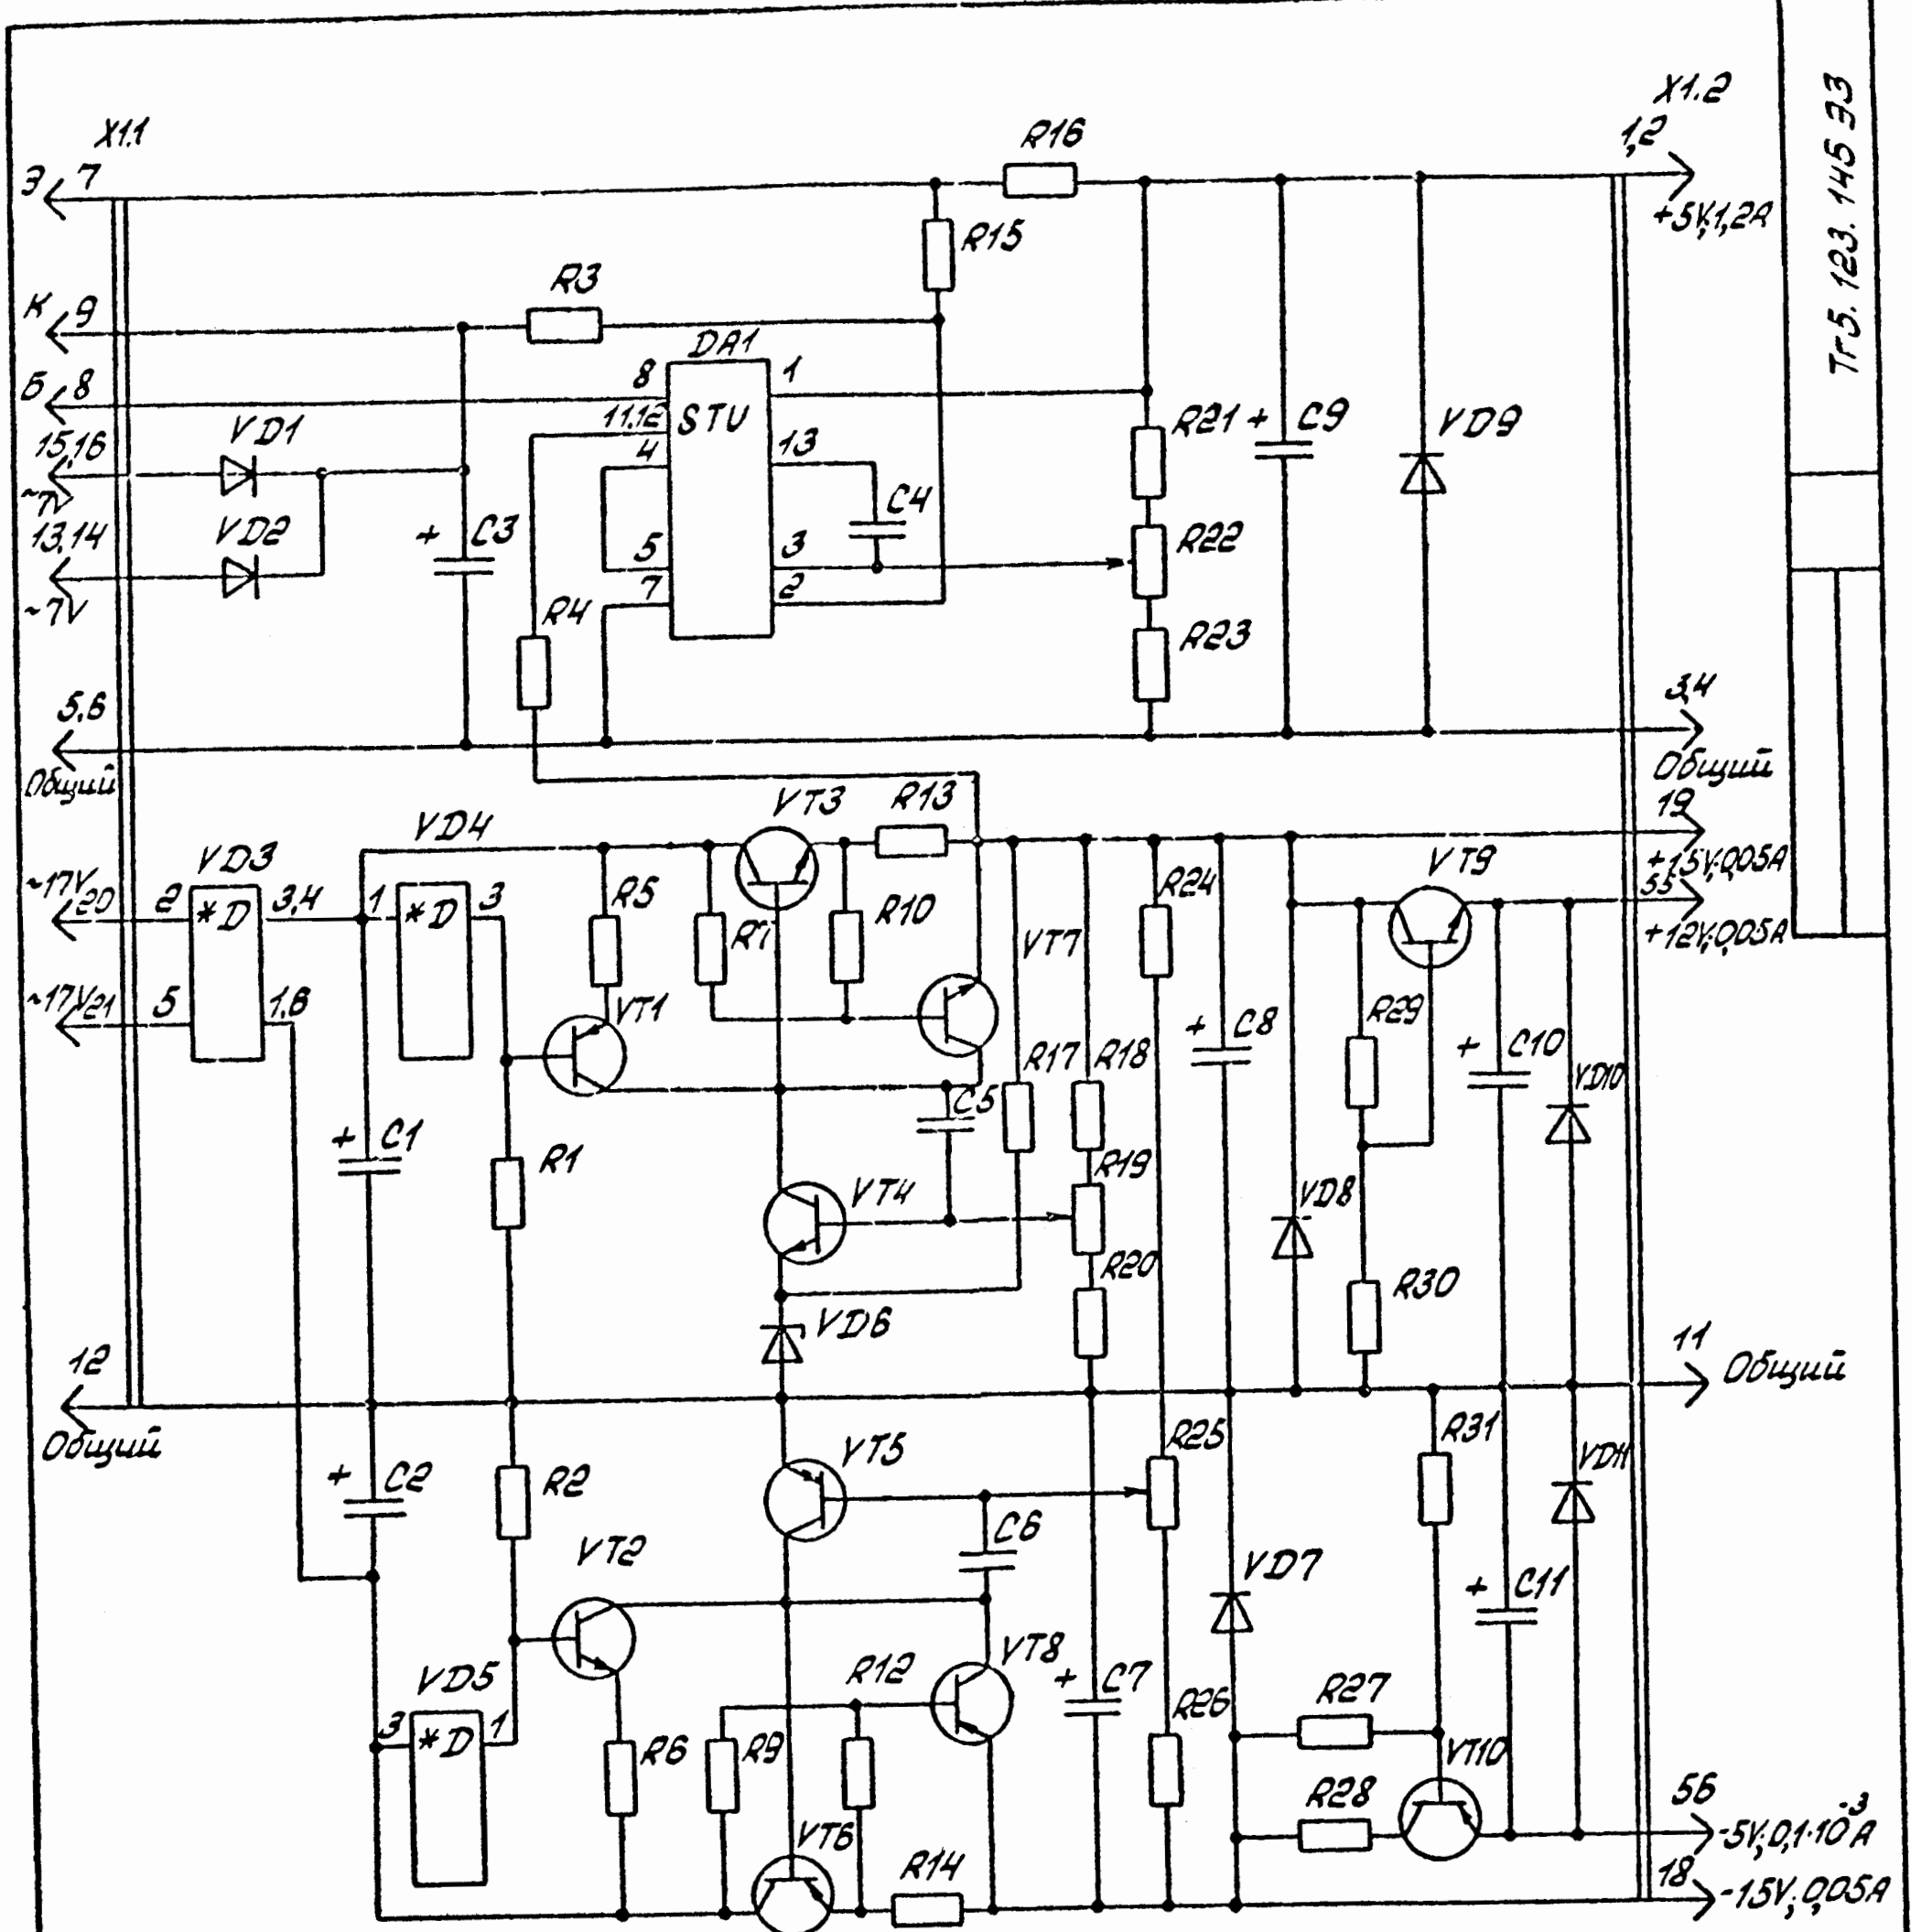 X1.1
X1.2
Тг5.123.145 ЭЗ
3
7
R16
1,2
+5V;1,2A
R15
К
9
R3
DA1
Б
8
8
1
11.12
STU
15,16
VD1
4
13
R21
+
C9
VD9
~7V
13,14
VD2
+
C3
C4
5
3
R22
~7V
7
2
R4
R23
5,6
3,4
Общий
Общий
VD4
VT3
R13
19
+15V;0,05A
VD3
~17V
20
2
*D
3,4
1
*D
3
R5
R7
R10
VT7
R24
VT9
55
+12V;0,05A
~17V
21
5
1,6
VT1
R17
R18
+
C8
R29
+
C10
VD10
C5
+
C1
R1
VT4
R19
VD8
R20
VD6
R30
12
11
Общий
Общий
VT5
R25
R31
+
C2
R2
VD11
C6
VT2
VD7
+
C11
VD5
R12
VT8
+
C7
R27
3
*D
1
R6
R9
R26
VT10
R28
56
-5V;0,1·10⁻³A
VT6
R14
18
-15V;0,05A